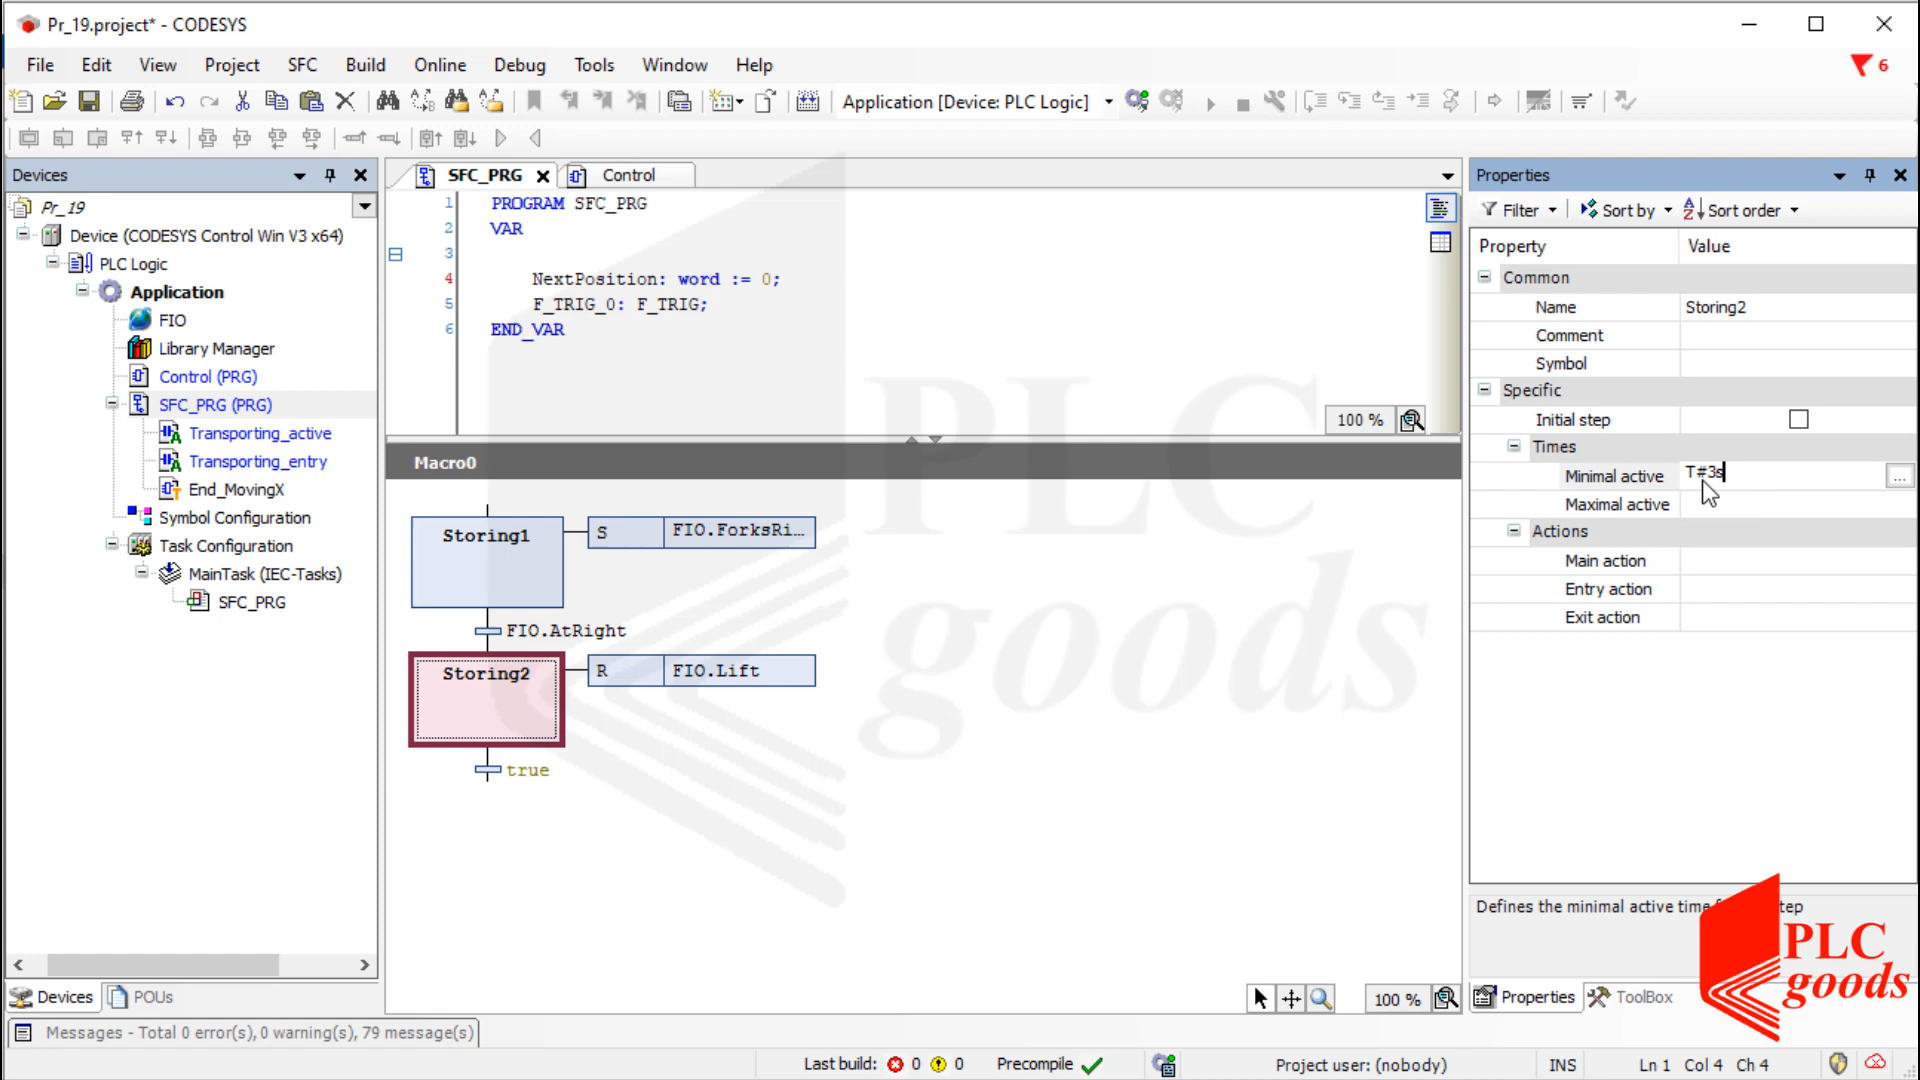 Pr_19.project* - CODESYS
File Edit View Project SFC Build Online Debug Tools Window Help
6
Application [Device: PLC Logic]
Devices
Pr_19
Device (CODESYS Control Win V3 x64)
PLC Logic
Application
FIO
Library Manager
Control (PRG)
SFC_PRG (PRG)
Transporting_active
Transporting_entry
End_MovingX
Symbol Configuration
Task Configuration
MainTask (IEC-Tasks)
SFC_PRG
Devices POUs
SFC_PRG Control
1 PROGRAM SFC_PRG
2 VAR
3
4 NextPosition: word := 0;
5 F_TRIG_0: F_TRIG;
6 END_VAR
100 %
Macro0
Storing1 S FIO.ForksRi...
FIO.AtRight
Storing2 R FIO.Lift
true
PLC
goods
100 %
Properties
Filter Sort by Sort order
Property Value
Common
Name Storing2
Comment
Symbol
Specific
Initial step
Times
Minimal active T#3s
Maximal active
Actions
Main action
Entry action
Exit action
Defines the minimal active time
PLC
goods
Properties ToolBox
Messages - Total 0 error(s), 0 warning(s), 79 message(s)
Last build: 0 0 Precompile Project user: (nobody) INS Ln 1 Col 4 Ch 4